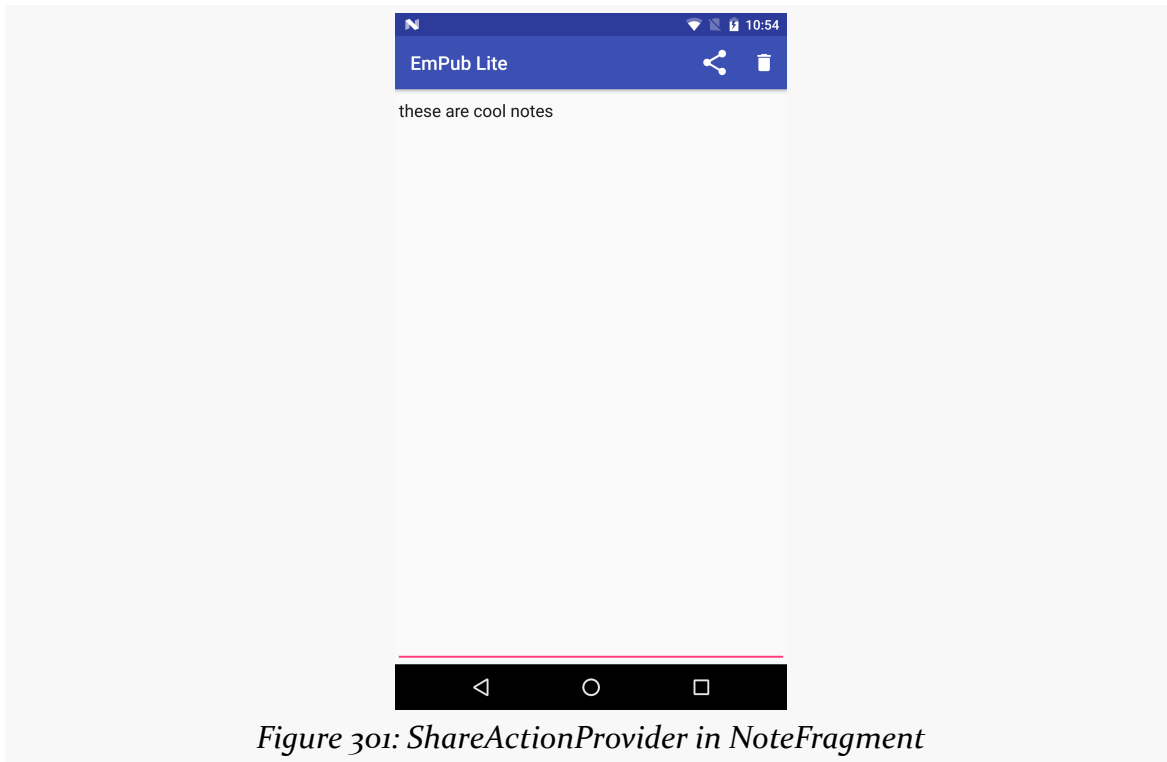 10:54
EmPub Lite
these are cool notes
Figure 301: ShareActionProvider in NoteFragment